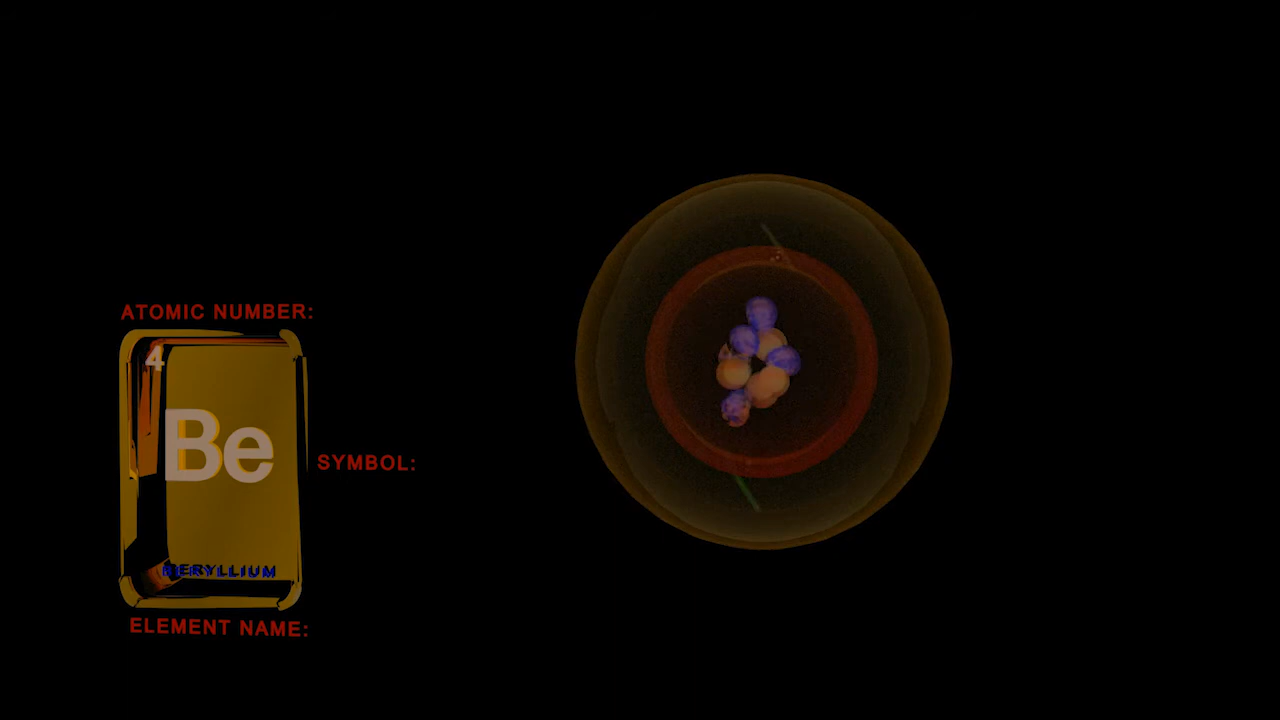 ATOMIC NUMBER:
4
Be
SYMBOL:
BERYLLIUM
ELEMENT NAME: